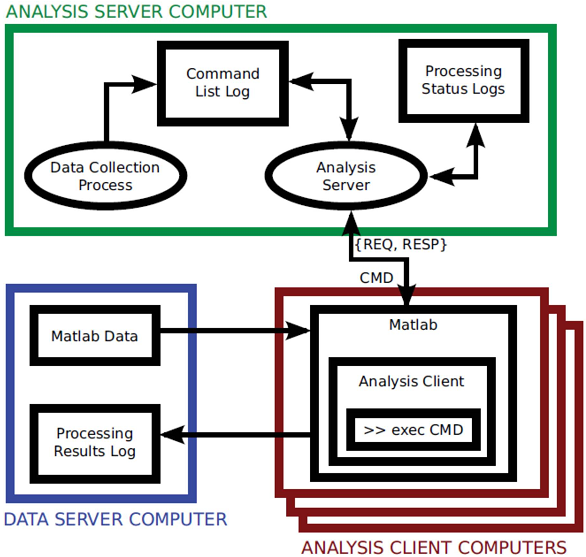 ANALYSIS SERVER COMPUTER
Command
List Log
Processing
Status Logs
Data Collection
Process
Analysis
Server
{REQ, RESP}
CMD
Matlab Data
Matlab
Analysis Client
>> exec CMD
Processing
Results Log
DATA SERVER COMPUTER
ANALYSIS CLIENT COMPUTERS